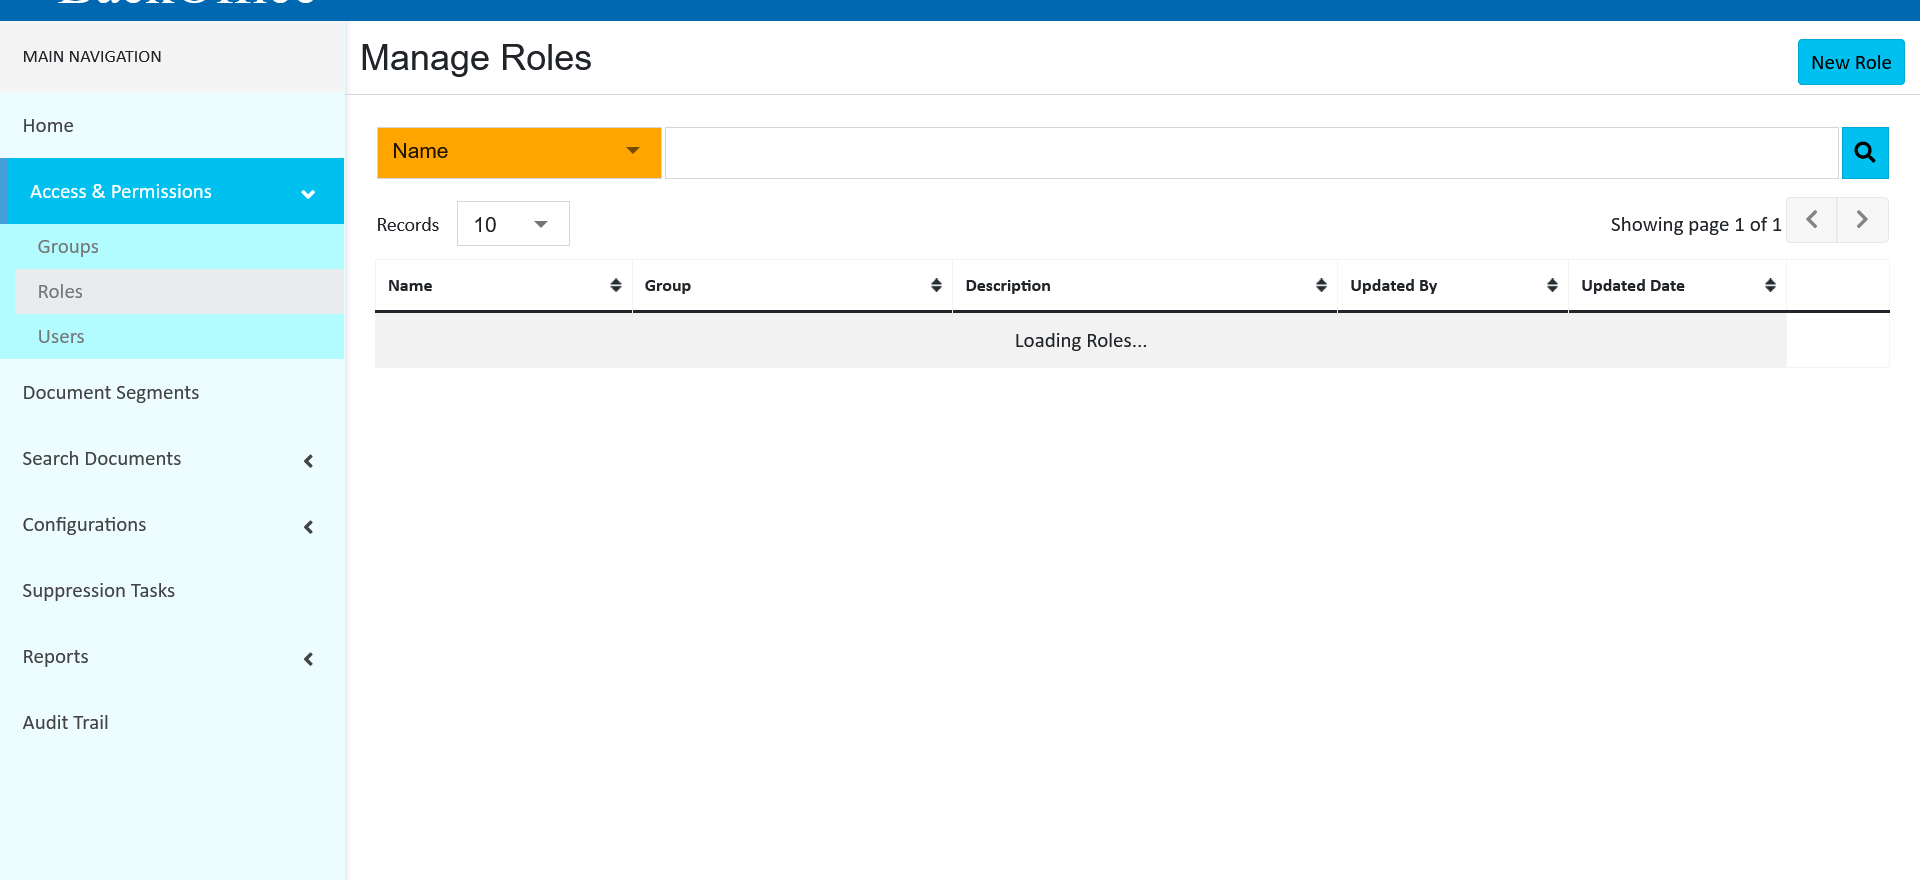 BackOffice
MAIN NAVIGATION
Home
Access & Permissions
Groups
Roles
Users
Document Segments
Search Documents
Configurations
Suppression Tasks
Reports
Audit Trail
Manage Roles
New Role
Name
Records 10
Showing page 1 of 1
Name Group Description Updated By Updated Date
Loading Roles...